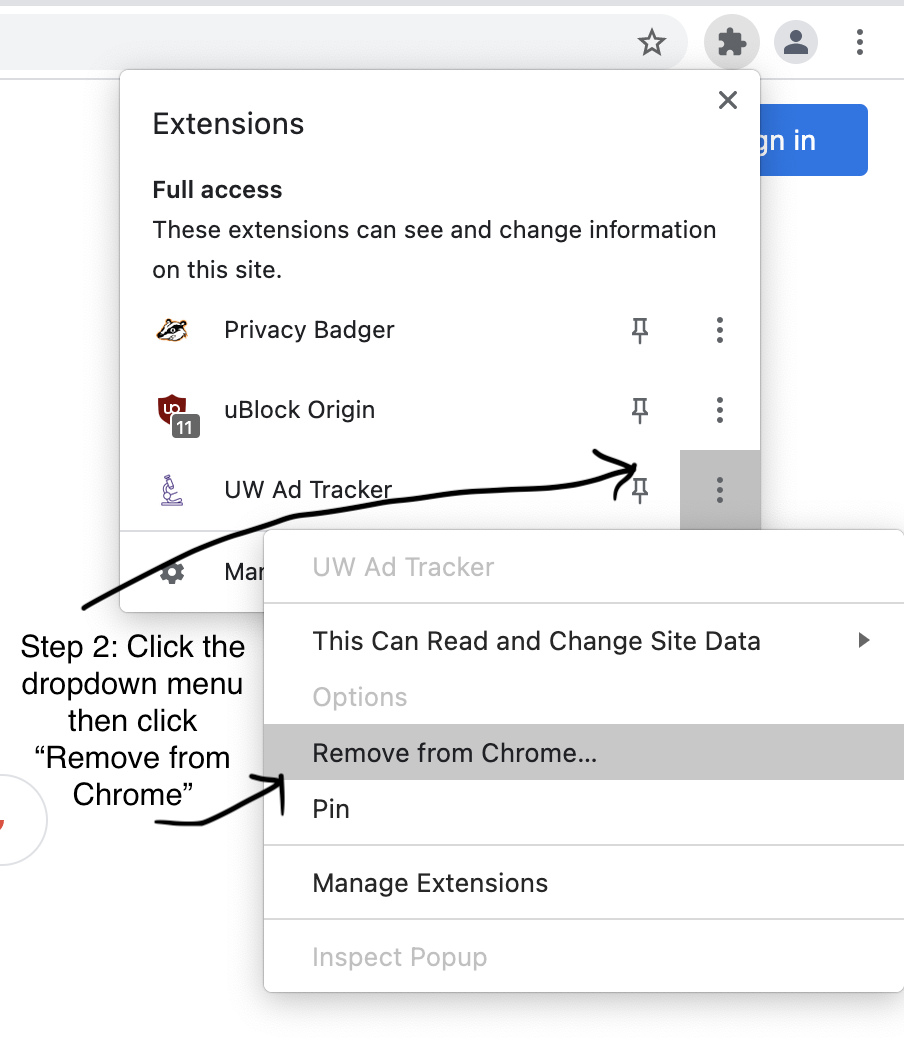 gn in
Extensions
Full access
These extensions can see and change information
on this site.
Privacy Badger
uBlock Origin
11
UW Ad Tracker
Mar
UW Ad Tracker
This Can Read and Change Site Data
Options
Remove from Chrome...
Pin
Manage Extensions
Inspect Popup
Step 2: Click the
dropdown menu
then click
“Remove from
Chrome”